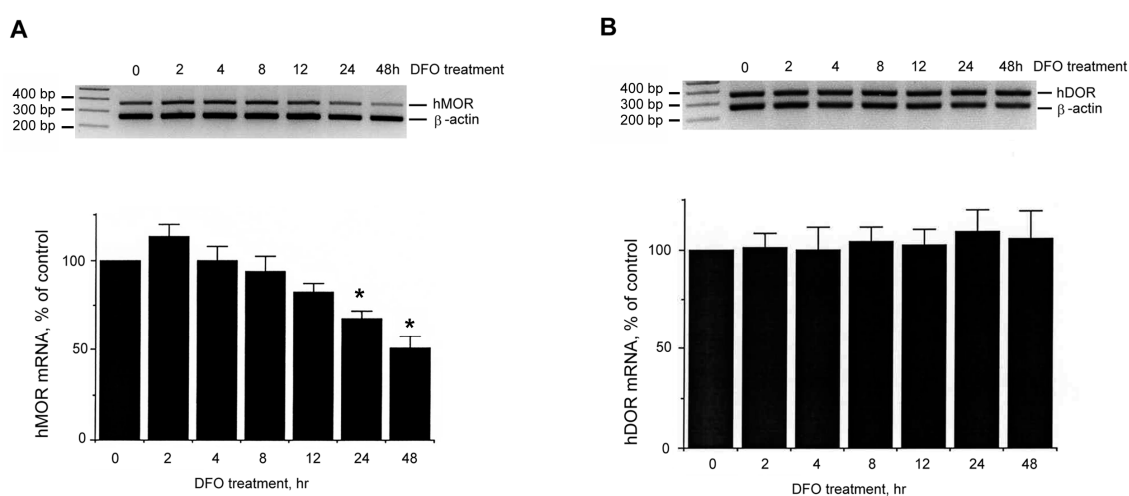 A
0 2 4 8 12 24 48h DFO treatment
400 bp
300 bp
200 bp
hMOR
β-actin
hMOR mRNA, % of control
100
50
0
*
*
0 2 4 8 12 24 48
DFO treatment, hr
B
0 2 4 8 12 24 48h DFO treatment
400 bp
300 bp
200 bp
hDOR
β-actin
hDOR mRNA, % of control
100
50
0
0 2 4 8 12 24 48
DFO treatment, hr